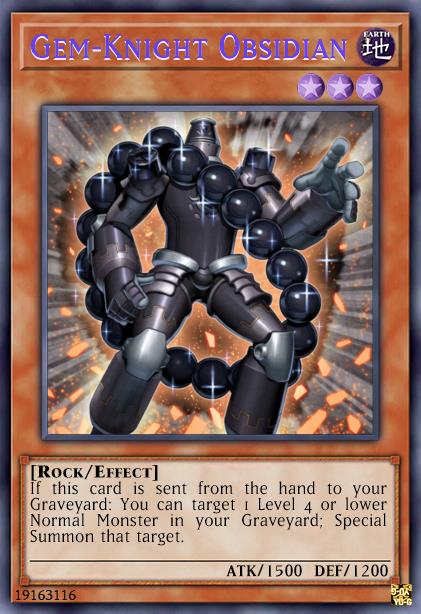 Gem-Knight Obsidian
EARTH
地
[Rock/Effect]
If this card is sent from the hand to your
Graveyard: You can target 1 Level 4 or lower
Normal Monster in your Graveyard; Special
Summon that target.
ATK/1500 DEF/1200
19163116